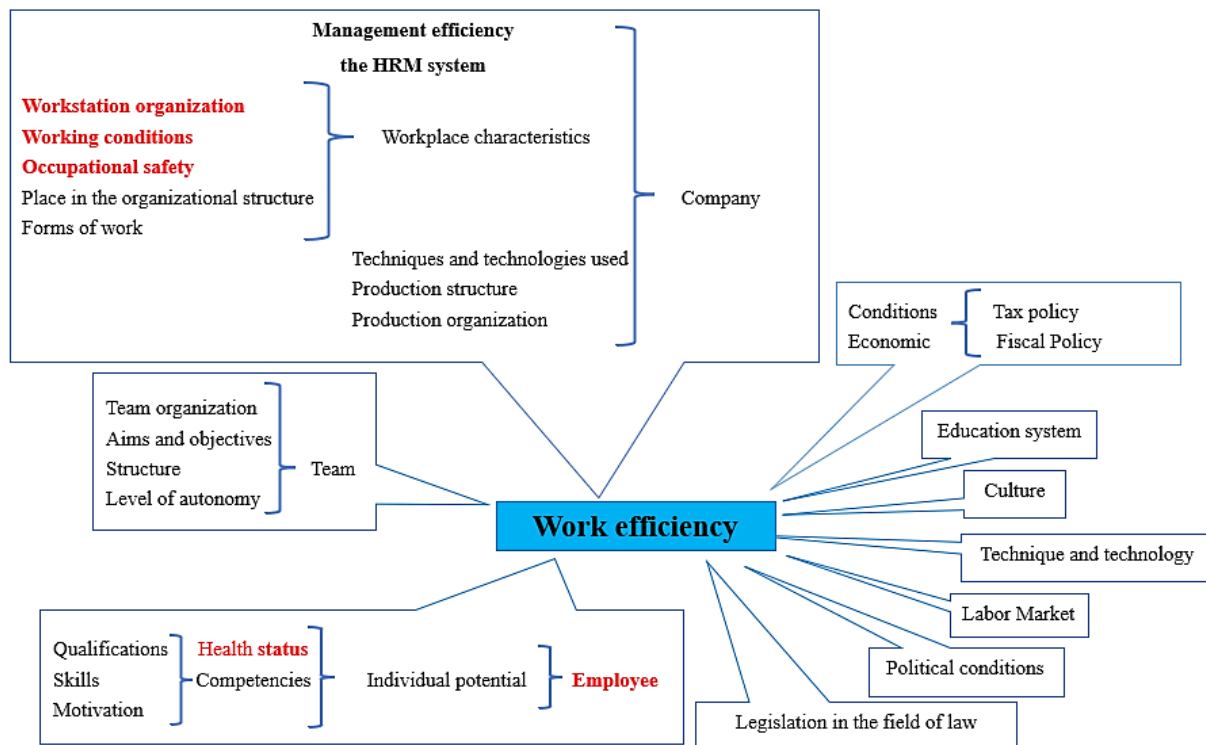 Management efficiency
the HRM system
Workstation organization
Working conditions
Occupational safety
Place in the organizational structure
Forms of work
Workplace characteristics
Company
Techniques and technologies used
Production structure
Production organization
Conditions
Economic
Tax policy
Fiscal Policy
Team organization
Aims and objectives
Structure
Level of autonomy
Team
Education system
Culture
Work efficiency
Technique and technology
Labor Market
Political conditions
Legislation in the field of law
Qualifications
Skills
Motivation
Health status
Competencies
Individual potential
Employee